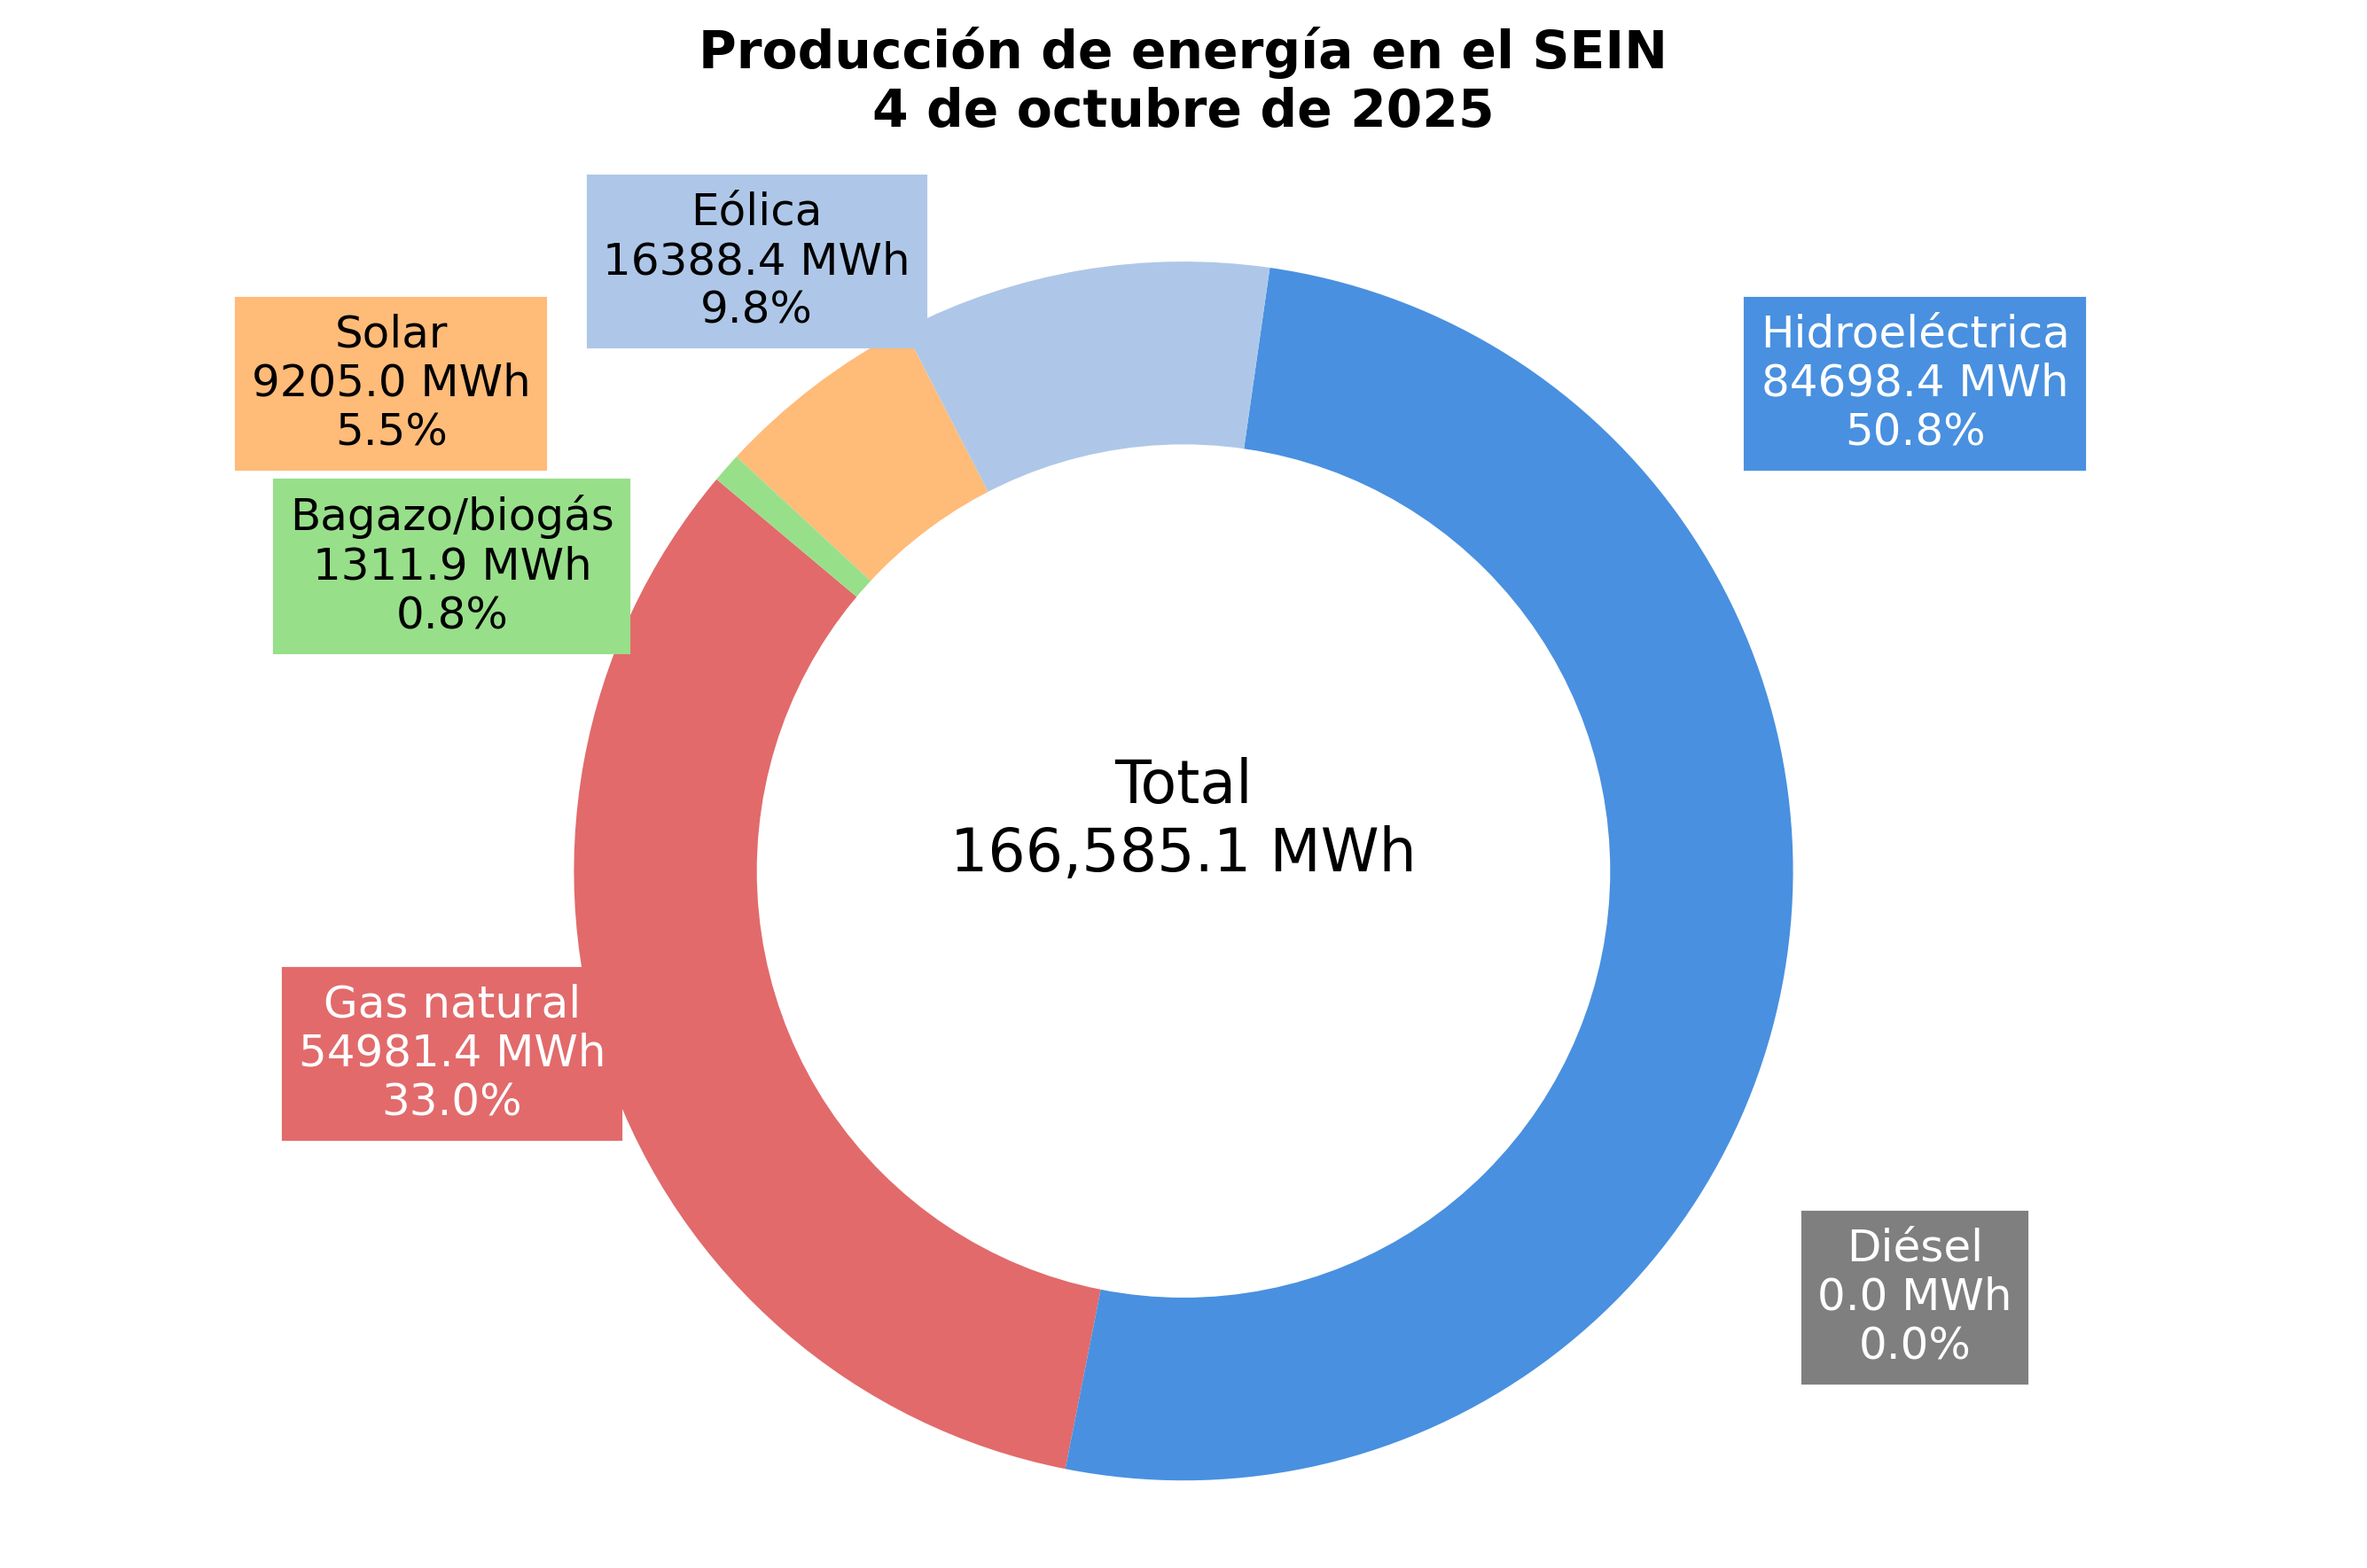 Producción de energía en el SEIN
4 de octubre de 2025
Eólica
16388.4 MWh
9.8%
Solar
9205.0 MWh
5.5%
Hidroeléctrica
84698.4 MWh
50.8%
Bagazo/biogás
1311.9 MWh
0.8%
Total
166,585.1 MWh
Gas natural
54981.4 MWh
33.0%
Diésel
0.0 MWh
0.0%